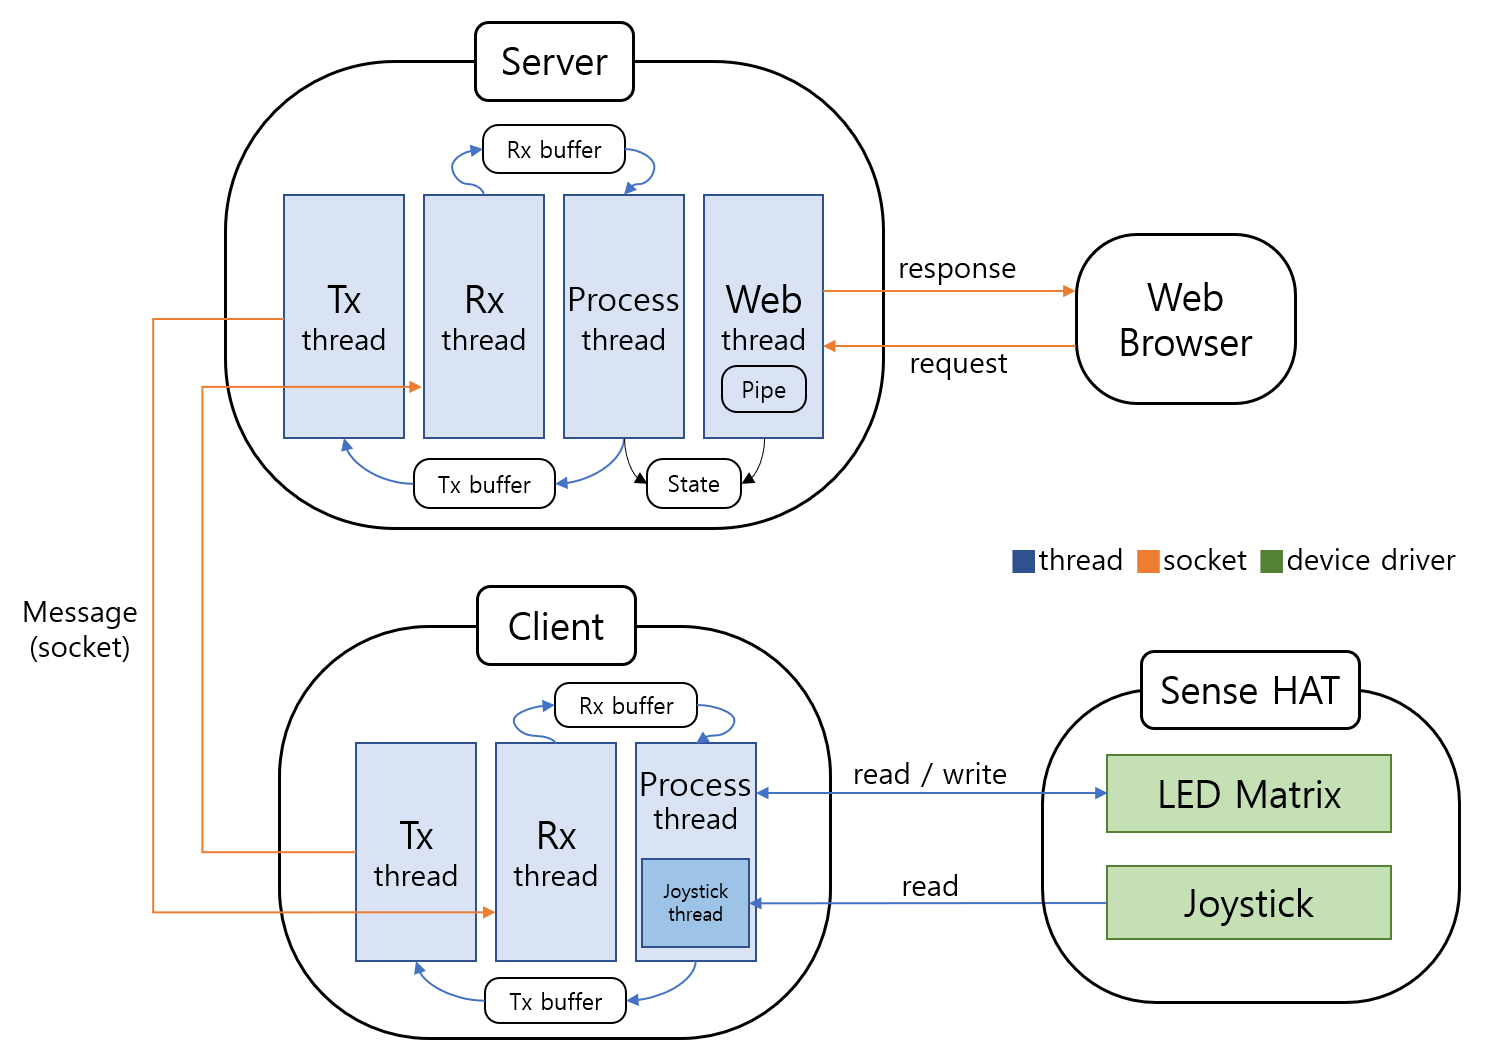 Server
Rx buffer
Tx
thread
Rx
thread
Process
thread
Web
thread
Pipe
Tx buffer
State
response
request
Web
Browser
thread
socket
device driver
Message
(socket)
Client
Rx buffer
Tx
thread
Rx
thread
Process
thread
Joystick
thread
Tx buffer
read / write
read
Sense HAT
LED Matrix
Joystick